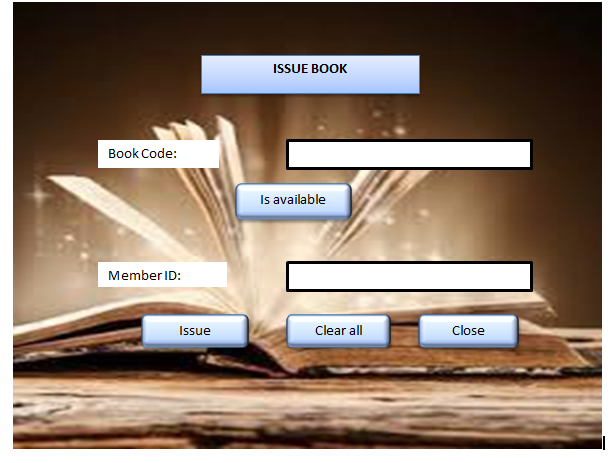 ISSUE BOOK
Book Code:
Is available
Member ID:
Issue
Clear all
Close